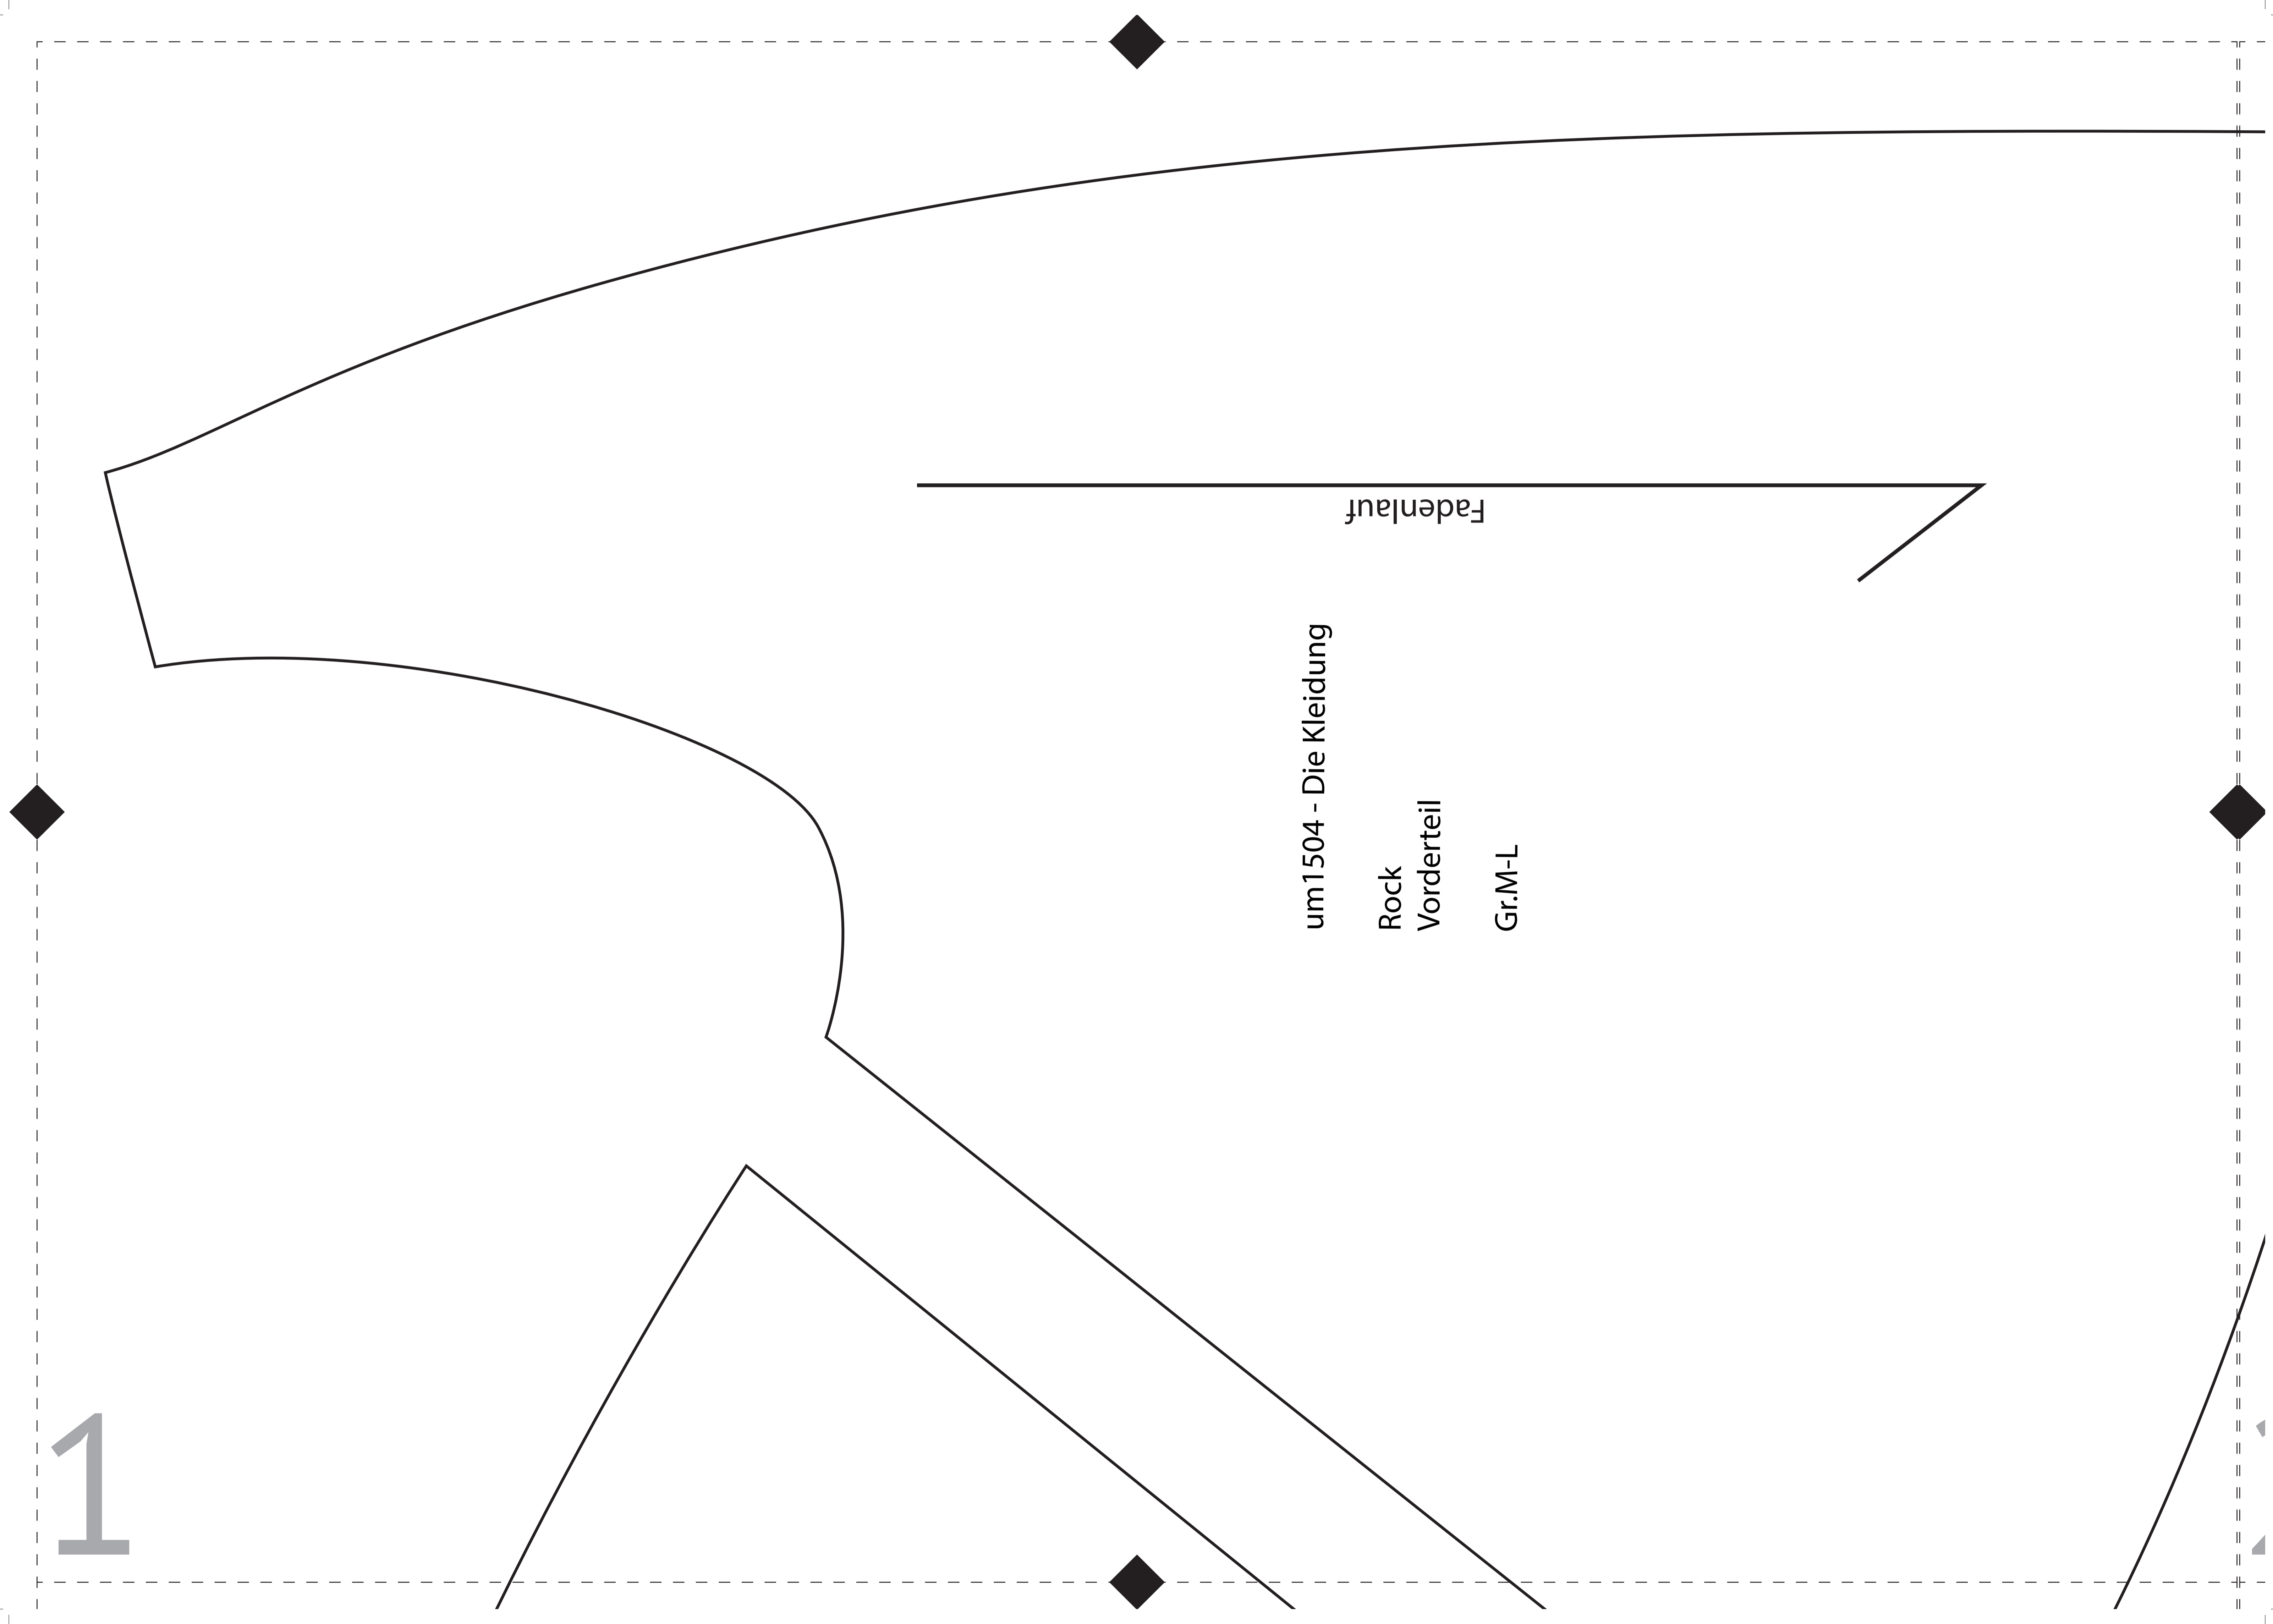 Fadenlauf
um1504 - Die Kleidung
Rock
Vorderteil
Gr.M-L
1